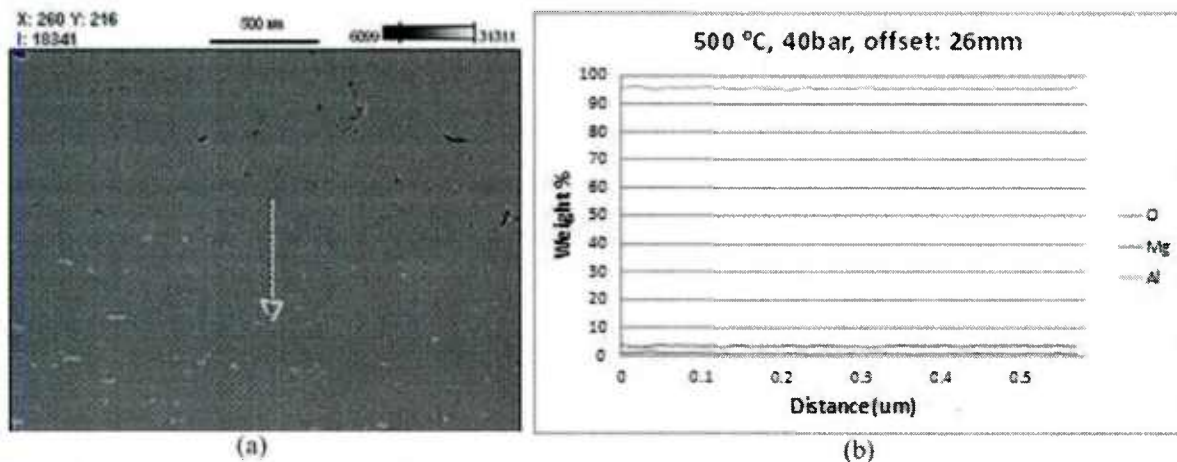 X: 260 Y: 216
I: 18341
500 мм
6099 31311
(a)
500 °C, 40bar, offset: 26mm
Weight %
100
90
80
70
60
50
40
30
20
10
0
0 0.1 0.2 0.3 0.4 0.5
Distance(um)
O
Mg
Al
(b)